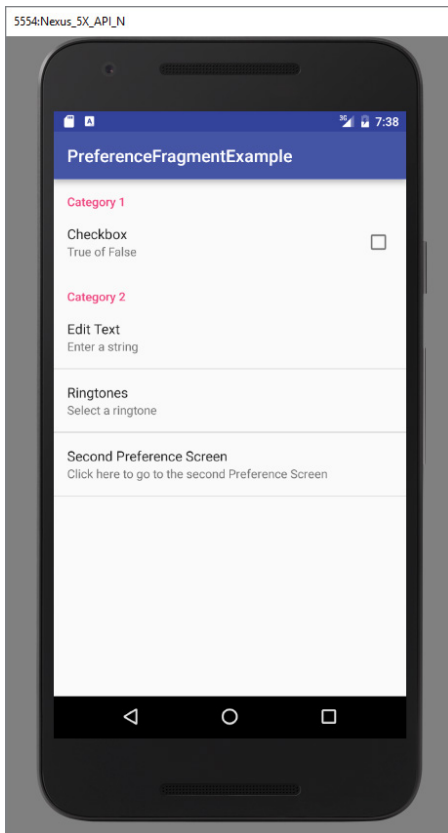 5554:Nexus_5X_API_N
A 3G 7:38
PreferenceFragmentExample
Category 1
Checkbox
True of False
Category 2
Edit Text
Enter a string
Ringtones
Select a ringtone
Second Preference Screen
Click here to go to the second Preference Screen